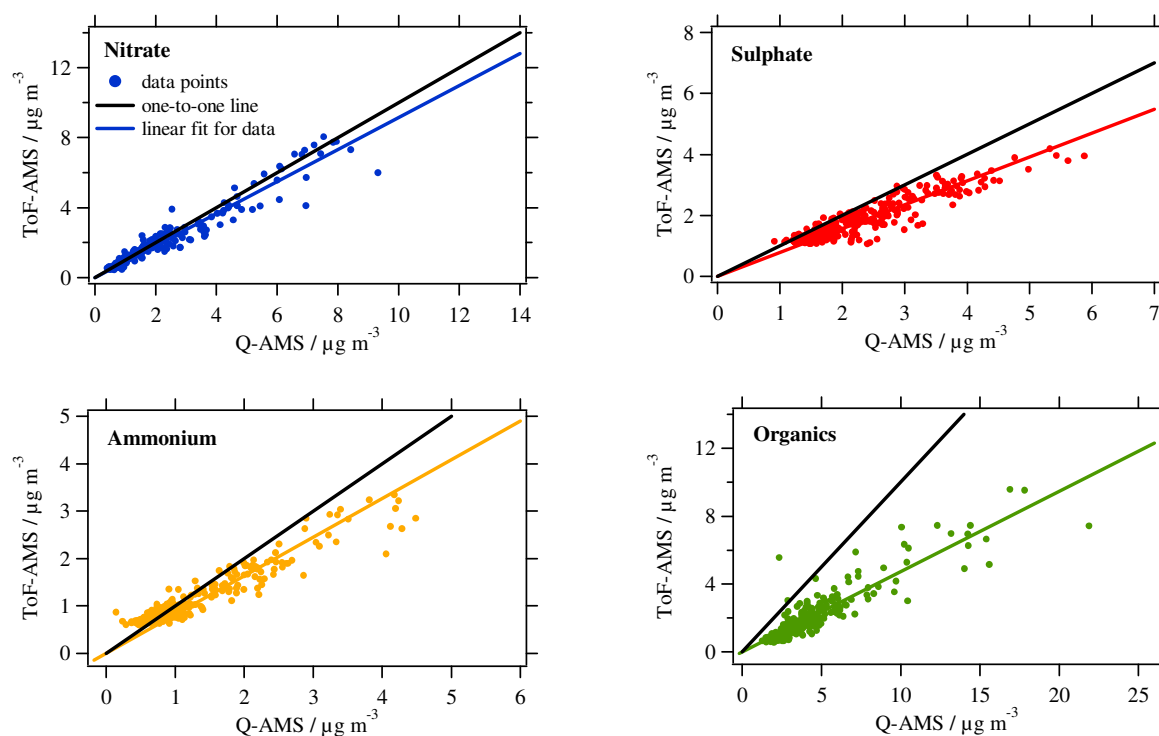 Nitrate
data points
one-to-one line
linear fit for data
ToF-AMS / µg m⁻³
12
8
4
0
0 2 4 6 8 10 12 14
Q-AMS / µg m⁻³
Sulphate
ToF-AMS / µg m⁻³
8
6
4
2
0
0 1 2 3 4 5 6 7
Q-AMS / µg m⁻³
Ammonium
ToF-AMS / µg m⁻³
5
4
3
2
1
0
0 1 2 3 4 5 6
Q-AMS / µg m⁻³
Organics
ToF-AMS / µg m⁻³
12
8
4
0
0 5 10 15 20 25
Q-AMS / µg m⁻³